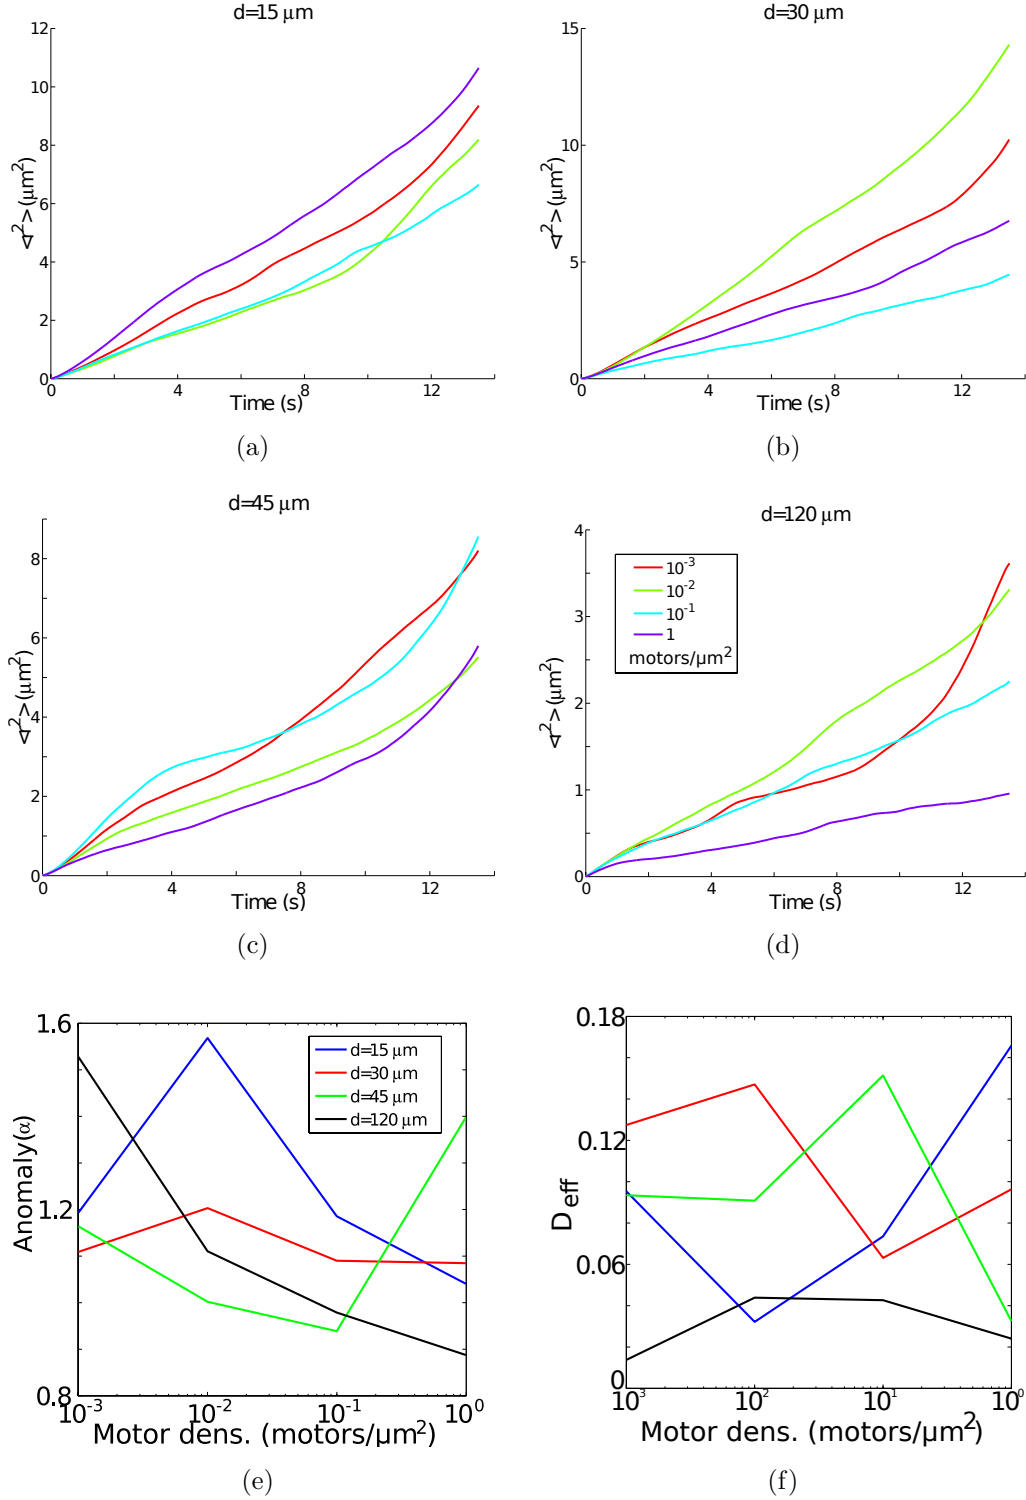 d=15 μm
12
10
8
6
4
2
0
<r²> (μm²)
0 4 8 12
Time (s)
(a)
d=30 μm
15
10
5
0
<r²> (μm²)
0 4 8 12
Time (s)
(b)
d=45 μm
8
6
4
2
0
<r²> (μm²)
0 4 8 12
Time (s)
(c)
d=120 μm
4
3
2
1
0
<r²> (μm²)
10⁻³
10⁻²
10⁻¹
1
motors/μm²
0 4 8 12
Time (s)
(d)
1.6
1.2
0.8
Anomaly(α)
d=15 μm
d=30 μm
d=45 μm
d=120 μm
10⁻³ 10⁻² 10⁻¹ 10⁰
Motor dens. (motors/μm²)
(e)
0.18
0.12
0.06
0
D_eff
10³ 10² 10¹ 10⁰
Motor dens. (motors/μm²)
(f)